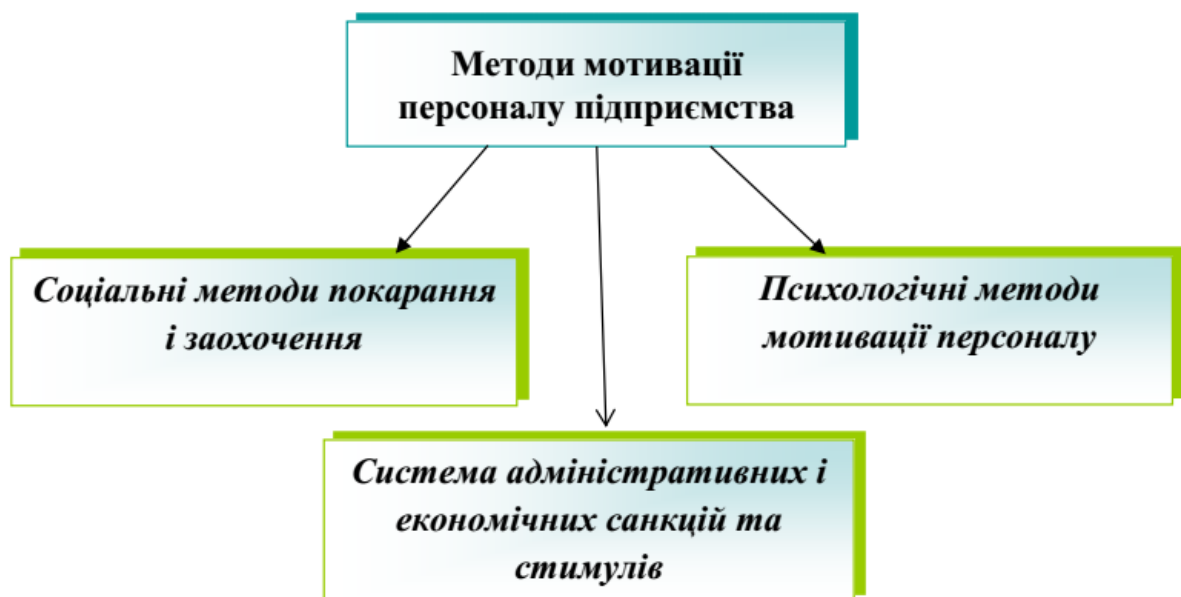 Методи мотивації
персоналу підприємства
Соціальні методи покарання
і заохочення
Психологічні методи
мотивації персоналу
Система адміністративних і
економічних санкцій та
стимулів